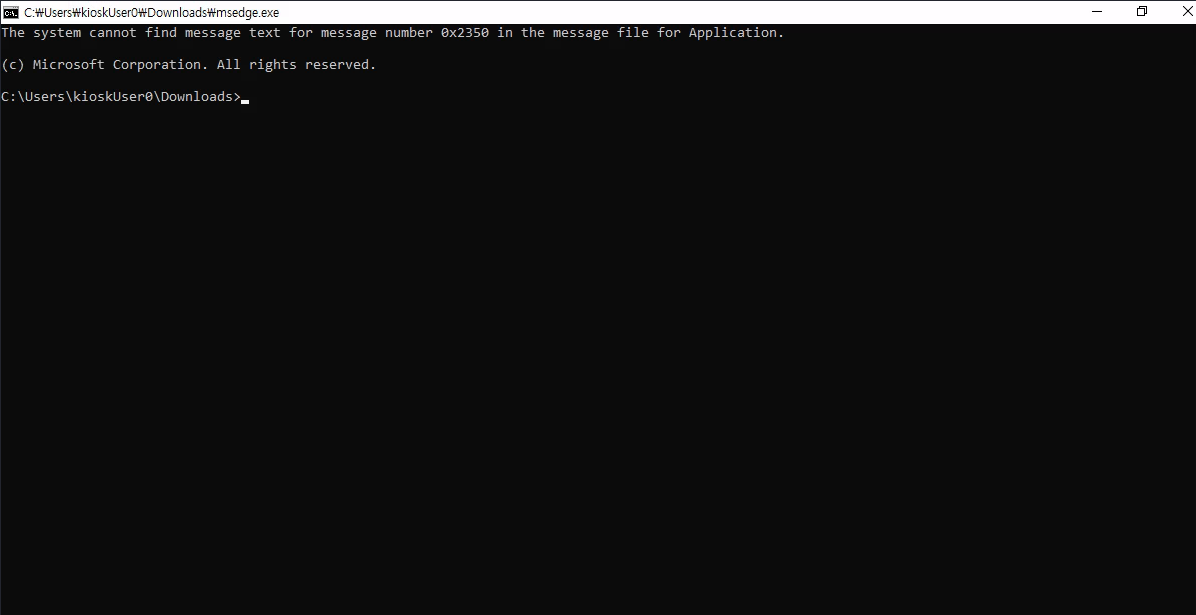 C:₩Users₩kioskUser0₩Downloads₩msedge.exe
The system cannot find message text for message number 0x2350 in the message file for Application.
(c) Microsoft Corporation. All rights reserved.
C:\Users\kioskUser0\Downloads>